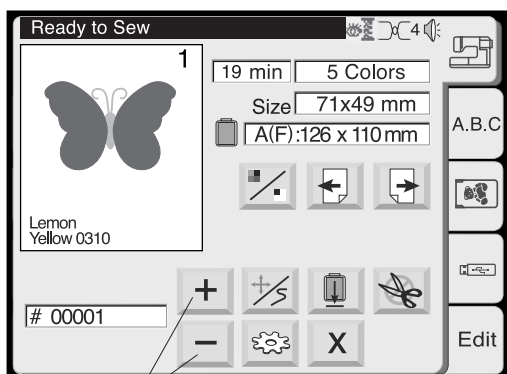 Ready to Sew
4
1
19 min
5 Colors
Size
71x49 mm
A(F):126 x 110 mm
A.B.C
Lemon
Yellow 0310
+
# 00001
−
X
Edit